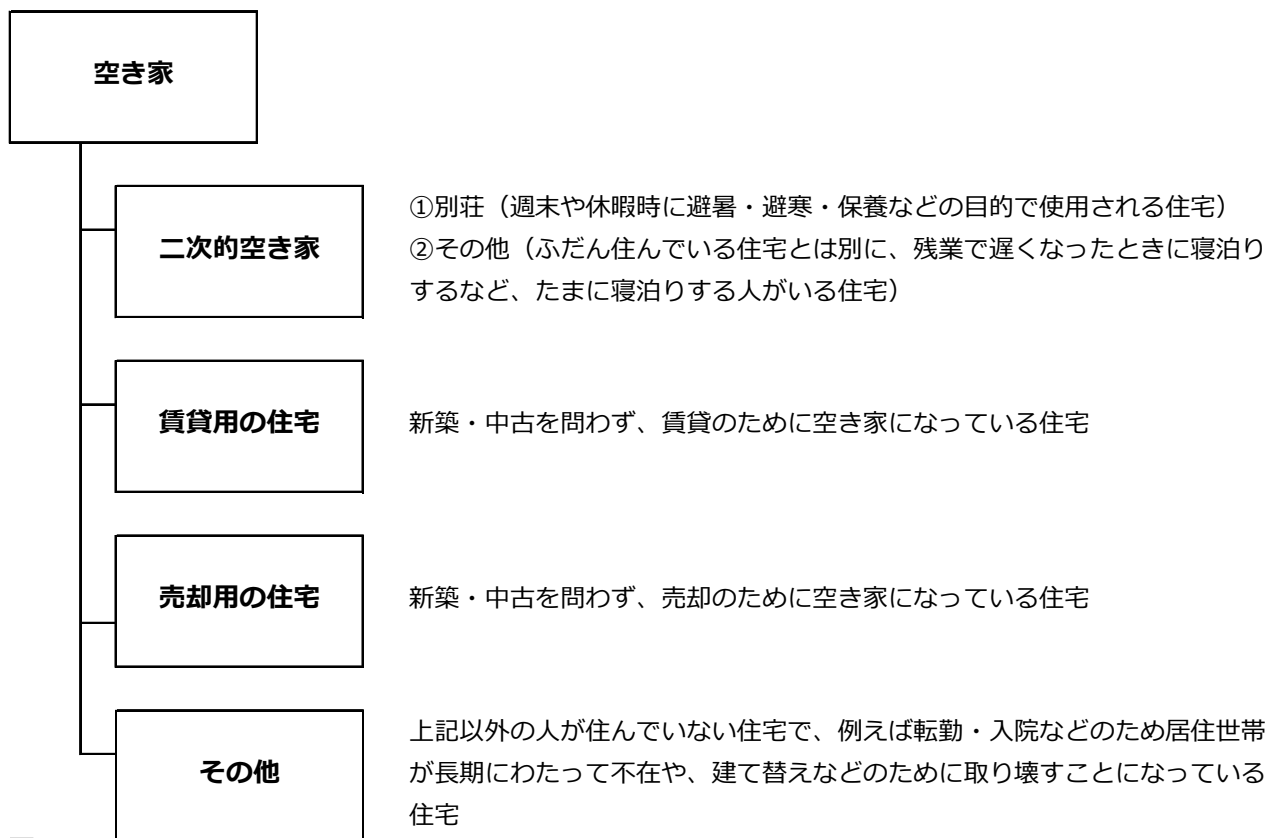 空き家
二次的空き家
①別荘（週末や休暇時に避暑・避寒・保養などの目的で使用される住宅）
②その他（ふだん住んでいる住宅とは別に、残業で遅くなったときに寝泊り
するなど、たまに寝泊りする人がいる住宅）
賃貸用の住宅
新築・中古を問わず、賃貸のために空き家になっている住宅
売却用の住宅
新築・中古を問わず、売却のために空き家になっている住宅
その他
上記以外の人が住んでいない住宅で、例えば転勤・入院などのため居住世帯
が長期にわたって不在や、建て替えなどのために取り壊すことになっている
住宅